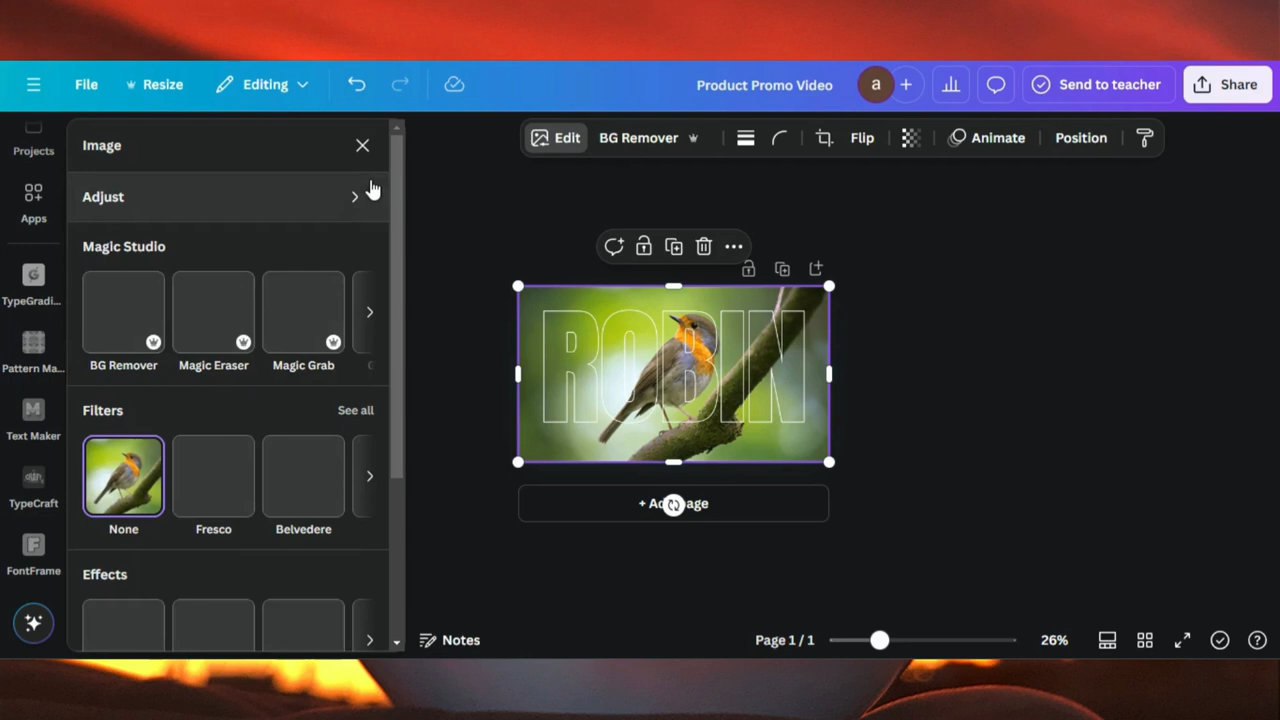 File
Resize
Editing
Product Promo Video
a
Send to teacher
Share
Projects
Image
Edit
BG Remover
Flip
Animate
Position
Adjust
Apps
Magic Studio
TypeGradi...
BG Remover
Magic Eraser
Magic Grab
ROBIN
Pattern Ma...
Filters
See all
M
Text Maker
TypeCraft
None
Fresco
Belvedere
F
FontFrame
Effects
Notes
Page 1 / 1
26%